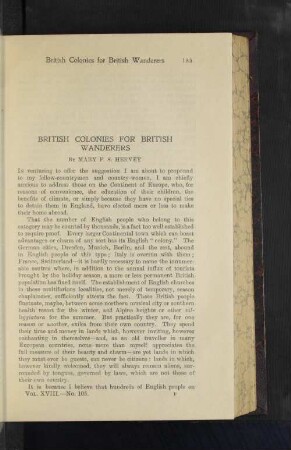 British Colonies for British Wanderers
BRITISH COLONIES FOR BRITISH
WANDERERS
BY MARY F. S. HERVEY
IN venturing to offer the suggestion I am about to propound
to my fellow-countrymen and country-women, I am chiefly
anxious to address those on the Continent of Europe, who, for
reasons of convenience, the education of their children, the
benefits of climate, or simply because they have no special ties
to detain them in England, have elected more or less to make
their home abroad.
That the number of English people who belong to this
category may be counted by thousands, is a fact too well established
to require proof. Every larger Continental town which can boast
advantages or charm of any sort has its English "colony." The
German cities, Dresden, Munich, Berlin, and the rest, abound
in English people of this type; Italy is overrun with them;
France, Switzerland—it is hardly necessary to name the innumer-
able centres where, in addition to the annual influx of tourists
brought by the holiday season, a more or less permanent British
population has fixed itself. The establishment of English churches
in these multitudinous localities, not merely of temporary, season
chaplaincies, sufficiently attests the fact. These British people
fluctuate, maybe, between some northern oriental city or southern
health resort for the winter, and Alpine heights or other
for the summer. But practically they are, for one
reason or another, exiles from their own country. They spend
their time and money in lands which, however inviting, however
in themselves—and, as an old traveller in many
European countries, none more than myself appreciates the
full measure of their beauty and charm—are yet lands in which
they must ever be guests, can never be citizens: lands in which,
however kindly welcomed, they will always remain aliens, sur-
rounded by tongues, governed by laws, which are not those of
their own country.
It is because I believe that hundreds of English people so
VOL. XVIII.—No. 105.